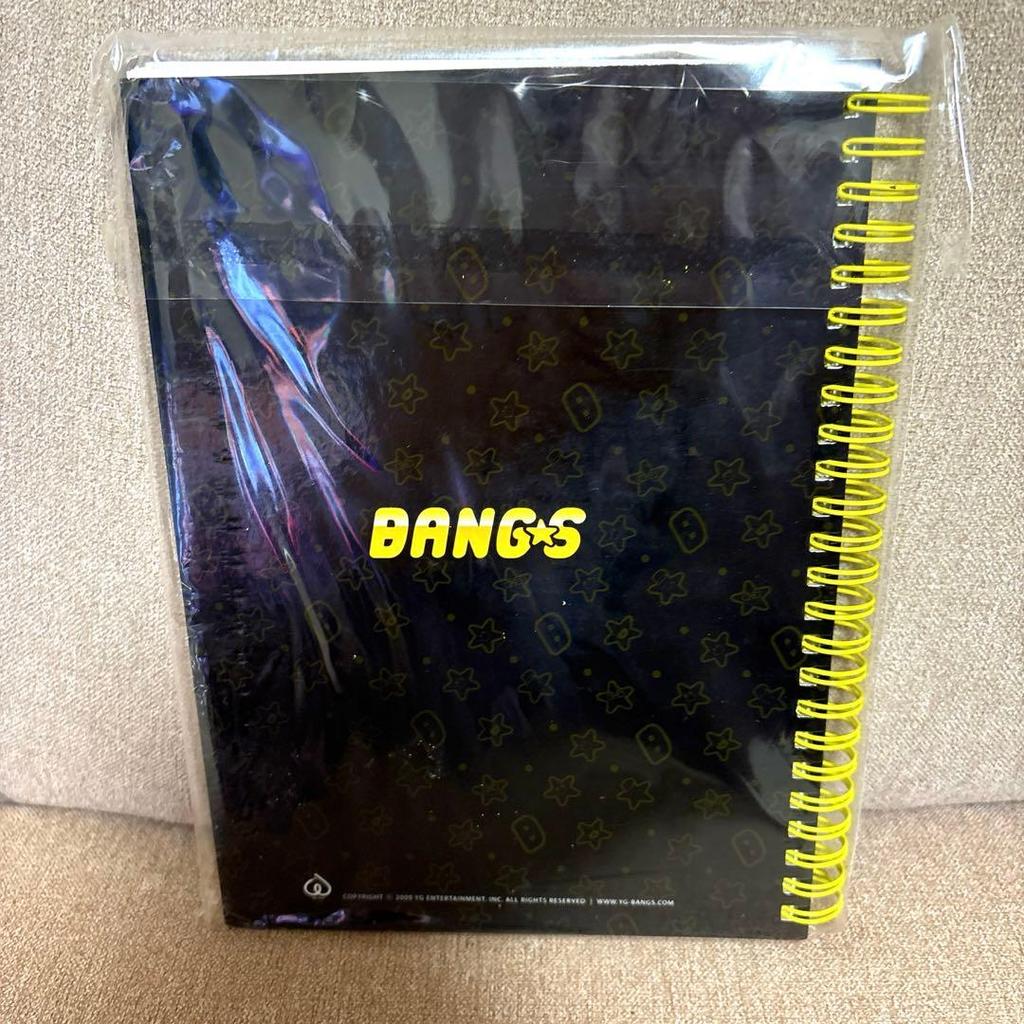 BANG★S
COPYRIGHT © 2009 YG ENTERTAINMENT, INC. ALL RIGHTS RESERVED | WWW.YG-BANGS.COM